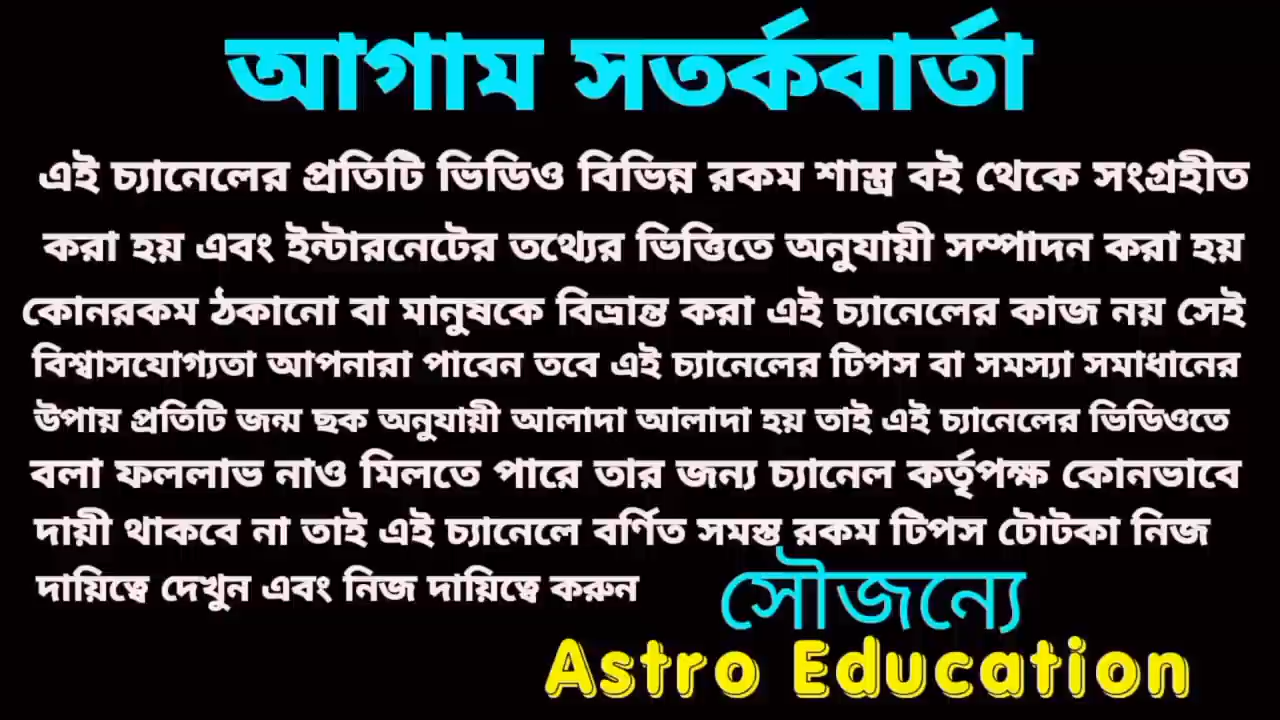 আগাম সতর্কবার্তা
এই চ্যানেলের প্রতিটি ভিডিও বিভিন্ন রকম শাস্ত্র বই থেকে সংগ্রহীত
করা হয় এবং ইন্টারনেটের তথ্যের ভিত্তিতে অনুযায়ী সম্পাদন করা হয়
কোনরকম ঠকানো বা মানুষকে বিভ্রান্ত করা এই চ্যানেলের কাজ নয় সেই
বিশ্বাসযোগ্যতা আপনারা পাবেন তবে এই চ্যানেলের টিপস বা সমস্যা সমাধানের
উপায় প্রতিটি জন্ম ছক অনুযায়ী আলাদা আলাদা হয় তাই এই চ্যানেলের ভিডিওতে
বলা ফললাভ নাও মিলতে পারে তার জন্য চ্যানেল কর্তৃপক্ষ কোনভাবে
দায়ী থাকবে না তাই এই চ্যানেলে বর্ণিত সমস্ত রকম টিপস টোটকা নিজ
দায়িত্বে দেখুন এবং নিজ দায়িত্বে করুন
সৌজন্যে
Astro Education